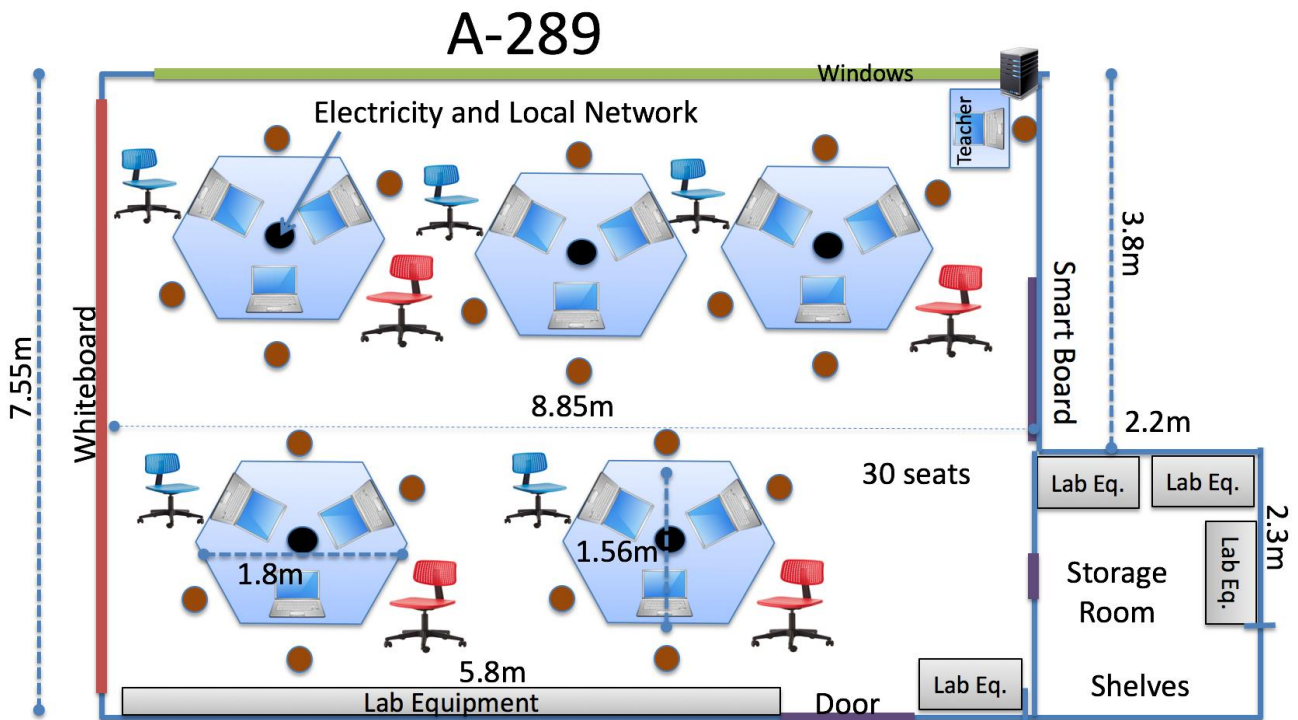 A-289
Windows
Electricity and Local Network
Teacher
3.8m
7.55m
Whiteboard
Smart Board
8.85m
2.2m
30 seats
Lab Eq.
Lab Eq.
2.3m
1.56m
1.8m
Lab Eq.
Storage
Room
5.8m
Lab Equipment
Door
Lab Eq.
Shelves